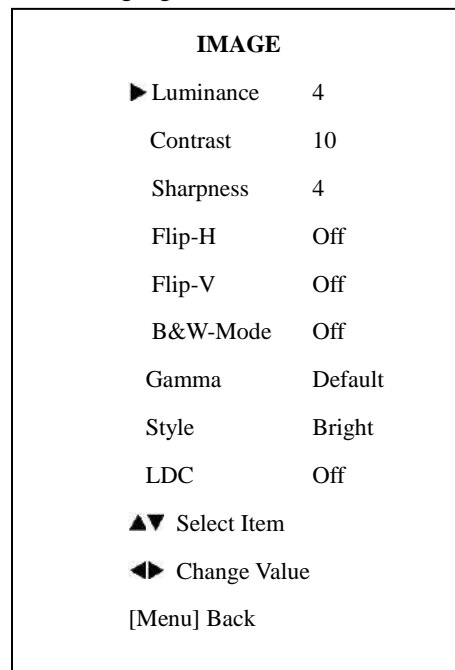 IMAGE
▶Luminance 4
Contrast 10
Sharpness 4
Flip-H Off
Flip-V Off
B&W-Mode Off
Gamma Default
Style Bright
LDC Off
▲▼ Select Item
◀▶ Change Value
[Menu] Back